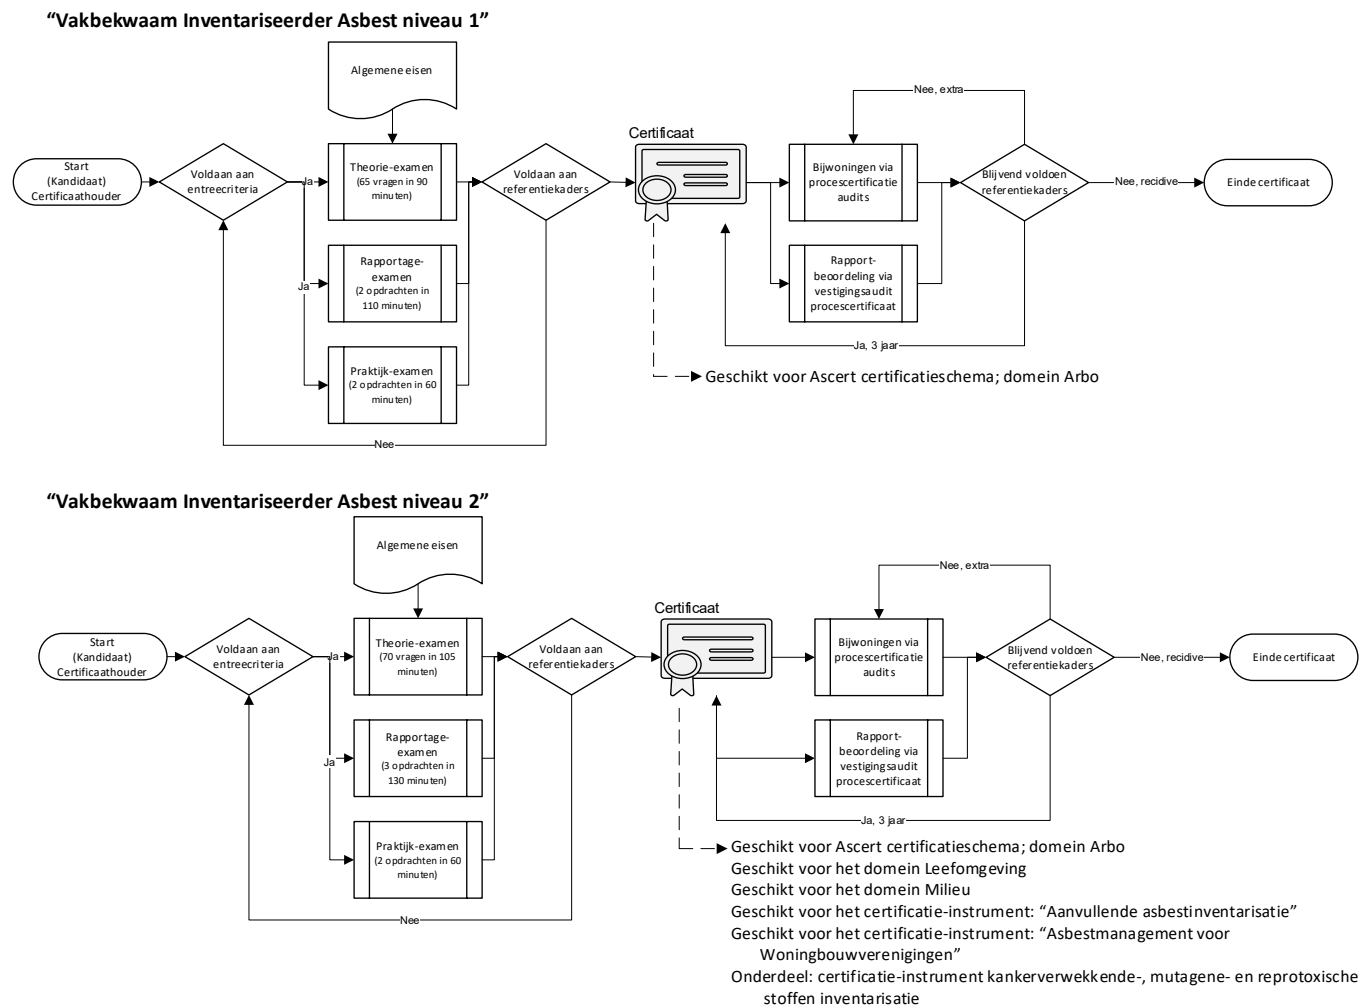 “Vakbekwaam Inventariseerder Asbest niveau 1”
Algemene eisen
Start
(Kandidaat)
Certificaathouder
Voldaan aan
entreecriteria
Ja
Theorie-examen
(65 vragen in 90
minuten)
Ja
Rapportage-
examen
(2 opdrachten in
110 minuten)
Praktijk-examen
(2 opdrachten in 60
minuten)
Voldaan aan
referentiekaders
Nee
Certificaat
Nee, extra
Bijwoningen via
procescertificatie
audits
Rapport-
beoordeling via
vestigingsaudit
procescertificaat
Blijvend voldoen
referentiekaders
Nee, recidive
Einde certificaat
Ja, 3 jaar
Geschikt voor Ascert certificatieschema; domein Arbo
“Vakbekwaam Inventariseerder Asbest niveau 2”
Algemene eisen
Start
(Kandidaat)
Certificaathouder
Voldaan aan
entreecriteria
Ja
Theorie-examen
(70 vragen in 105
minuten)
Ja
Rapportage-
examen
(3 opdrachten in
130 minuten)
Praktijk-examen
(2 opdrachten in 60
minuten)
Voldaan aan
referentiekaders
Nee
Certificaat
Nee, extra
Bijwoningen via
procescertificatie
audits
Rapport-
beoordeling via
vestigingsaudit
procescertificaat
Blijvend voldoen
referentiekaders
Nee, recidive
Einde certificaat
Ja, 3 jaar
Geschikt voor Ascert certificatieschema; domein Arbo
Geschikt voor het domein Leefomgeving
Geschikt voor het domein Milieu
Geschikt voor het certificatie-instrument: “Aanvullende asbestinventarisatie”
Geschikt voor het certificatie-instrument: “Asbestmanagement voor
Woningbouwverenigingen”
Onderdeel: certificatie-instrument kankerverwekkende-, mutagene- en reprotoxische
stoffen inventarisatie